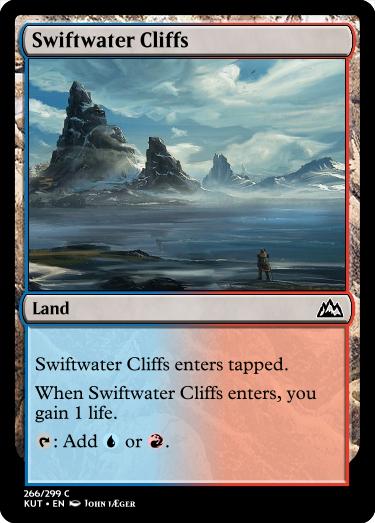 Swiftwater Cliffs
Land
Swiftwater Cliffs enters tapped.
When Swiftwater Cliffs enters, you
gain 1 life.
: Add or .
266/299 C
KUT • EN John Jæger